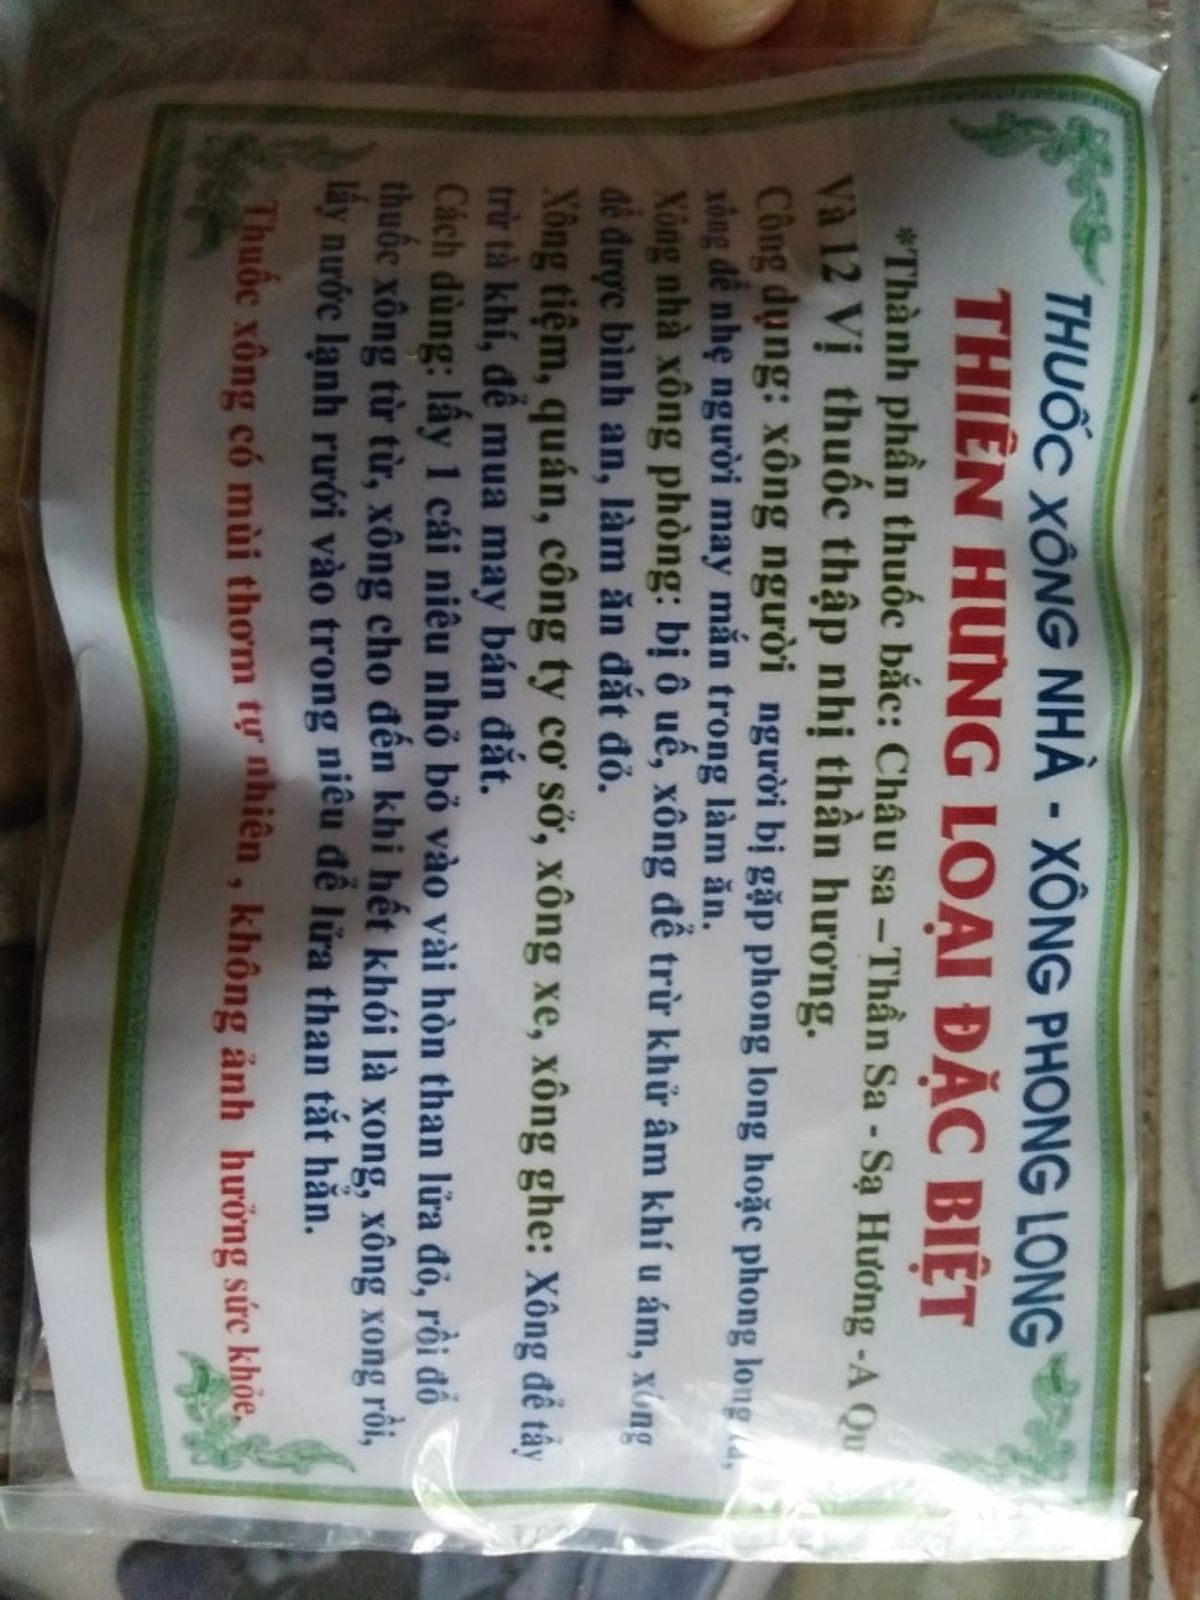 THUỐC XÔNG NHÀ - XÔNG PHONG LONG
THIÊN HƯNG LOẠI ĐẶC BIỆT
*Thành phần thuốc bắc: Châu sa – Thần Sa - Sạ Hương - A Qu
Và 12 Vị thuốc thập nhị thần hương.
Công dụng: xông người người bị gặp phong long hoặc phong long
xông để nhẹ người may mắn trong làm ăn.
Xông nhà xông phòng: bị ô uế, xông để trừ khử âm khí u ám, xông
để được bình an, làm ăn đắt đỏ.
Xông tiệm, quán, công ty cơ sở, xông xe, xông ghe: Xông để tẩy
trừ tà khí, để mua may bán đắt.
Cách dùng: lấy 1 cái niêu nhỏ bỏ vào vài hòn than lửa đỏ, rồi đổ
thuốc xông từ từ, xông cho đến khi hết khói là xong, xông xong rồi,
lấy nước lạnh rưới vào trong niêu để lửa than tắt hẳn.
Thuốc xông có mùi thơm tự nhiên , không ảnh hưởng sức khỏe.